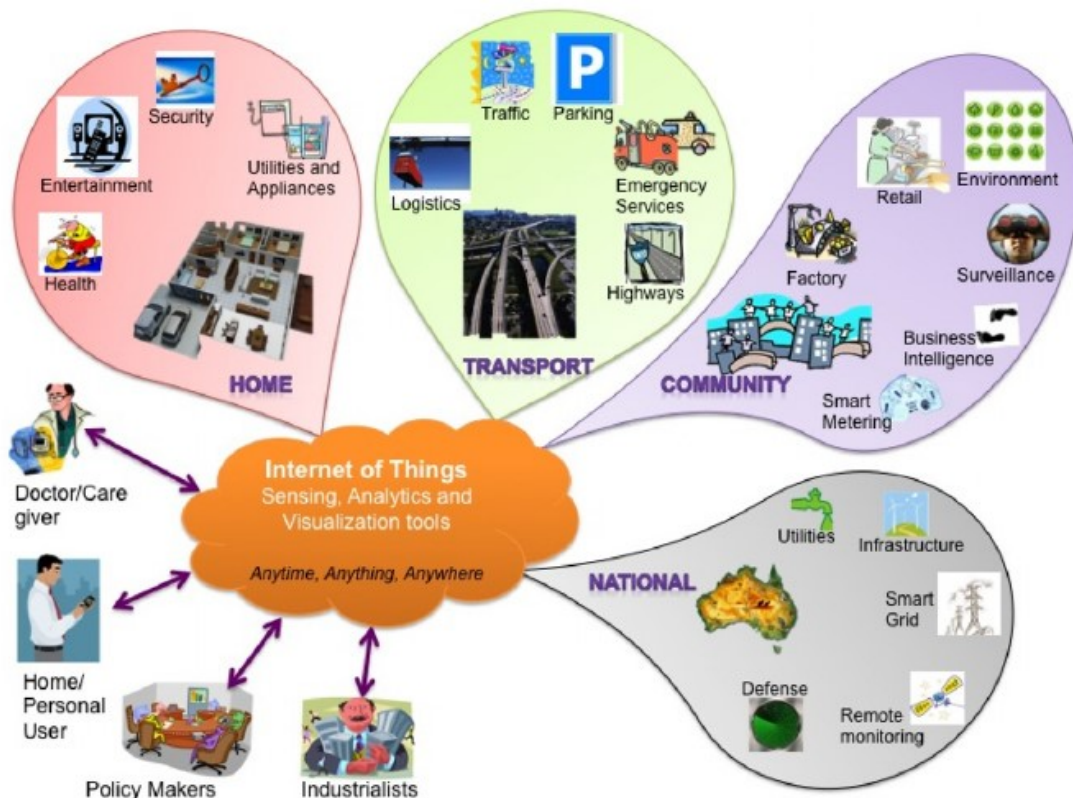 Security
Entertainment
Utilities and
Appliances
Health
HOME
Traffic
P
Parking
Logistics
Emergency
Services
Highways
TRANSPORT
Retail
Environment
Factory
Surveillance
Business
Intelligence
COMMUNITY
Smart
Metering
Doctor/Care
giver
Internet of Things
Sensing, Analytics and
Visualization tools
Anytime, Anything, Anywhere
Home/
Personal
User
Policy Makers
Industrialists
Utilities
Infrastructure
NATIONAL
Smart
Grid
Defense
Remote
monitoring